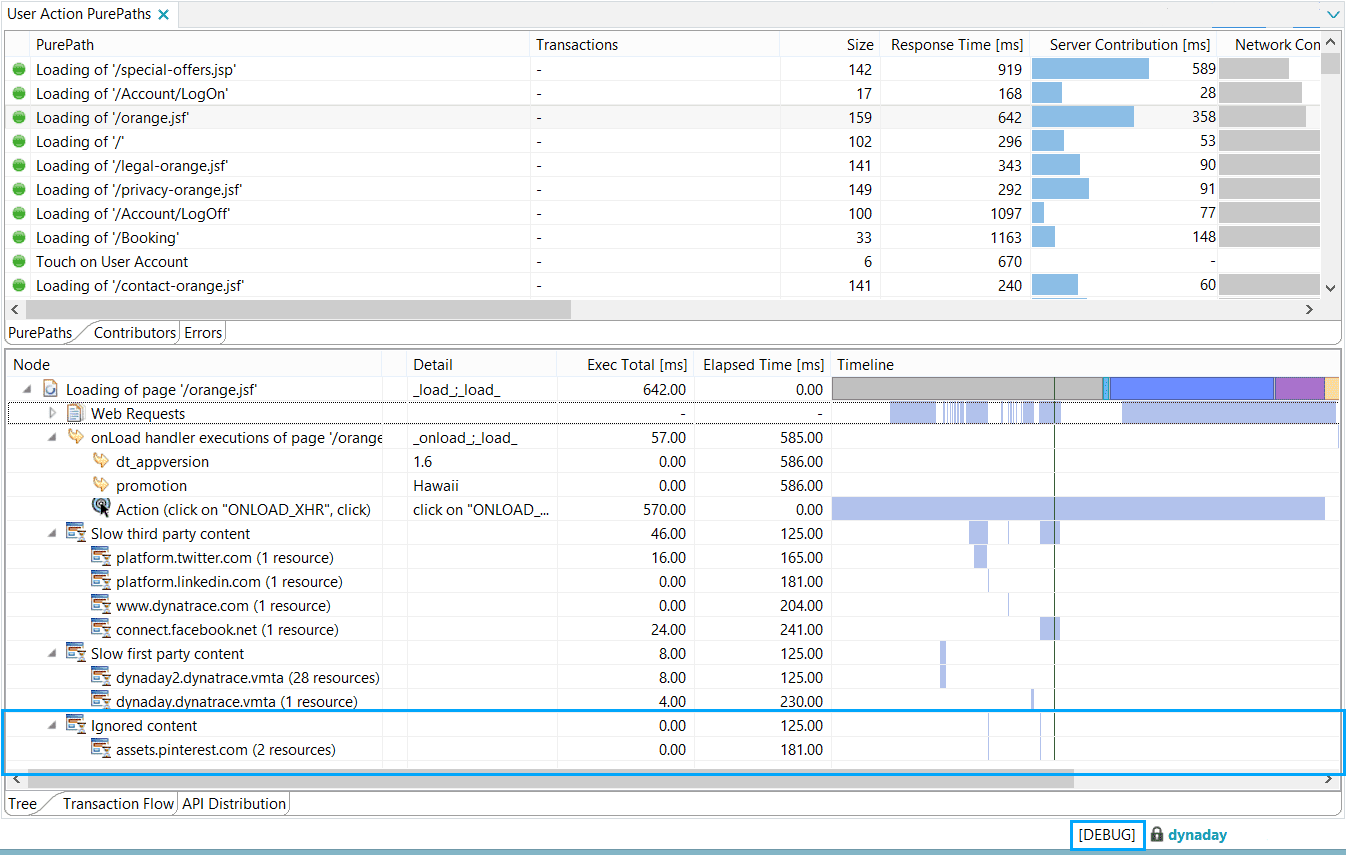 User Action PurePaths
PurePath Transactions Size Response Time [ms] Server Contribution [ms] Network Con
Loading of '/special-offers.jsp' - 142 919 589
Loading of '/Account/LogOn' - 17 168 28
Loading of '/orange.jsf' - 159 642 358
Loading of '/' - 102 296 53
Loading of '/legal-orange.jsf' - 141 343 90
Loading of '/privacy-orange.jsf' - 149 292 91
Loading of '/Account/LogOff' - 100 1097 77
Loading of '/Booking' - 33 1163 148
Touch on User Account - 6 670 -
Loading of '/contact-orange.jsf' - 141 240 60
PurePaths Contributors Errors
Node Detail Exec Total [ms] Elapsed Time [ms] Timeline
Loading of page '/orange.jsf' _load_;_load_ 642.00 0.00
Web Requests - -
onLoad handler executions of page '/orange _onload_;_load_ 57.00 585.00
dt_appversion 1.6 0.00 586.00
promotion Hawaii 0.00 586.00
Action (click on "ONLOAD_XHR", click) click on "ONLOAD_... 570.00 0.00
Slow third party content 46.00 125.00
platform.twitter.com (1 resource) 16.00 165.00
platform.linkedin.com (1 resource) 0.00 181.00
www.dynatrace.com (1 resource) 0.00 204.00
connect.facebook.net (1 resource) 24.00 241.00
Slow first party content 8.00 125.00
dynaday2.dynatrace.vmta (28 resources) 8.00 125.00
dynaday.dynatrace.vmta (1 resource) 4.00 230.00
Ignored content 0.00 125.00
assets.pinterest.com (2 resources) 0.00 181.00
Tree Transaction Flow API Distribution
[DEBUG] dynaday